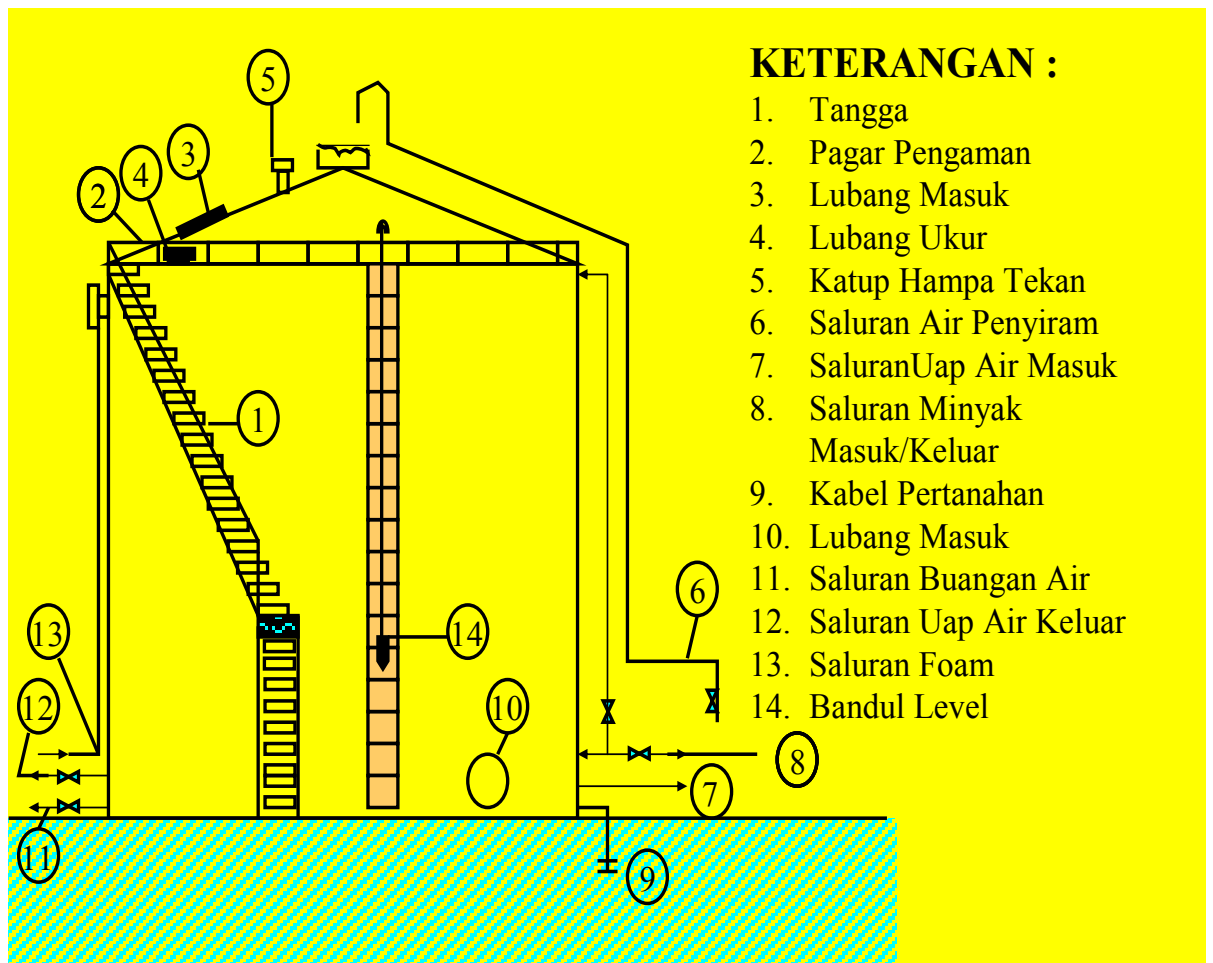 KETERANGAN :
1. Tangga
2. Pagar Pengaman
3. Lubang Masuk
4. Lubang Ukur
5. Katup Hampa Tekan
6. Saluran Air Penyiram
7. SaluranUap Air Masuk
8. Saluran Minyak
Masuk/Keluar
9. Kabel Pertanahan
10. Lubang Masuk
11. Saluran Buangan Air
12. Saluran Uap Air Keluar
13. Saluran Foam
14. Bandul Level
5
3
4
2
1
6
13
14
12
10
8
7
11
9